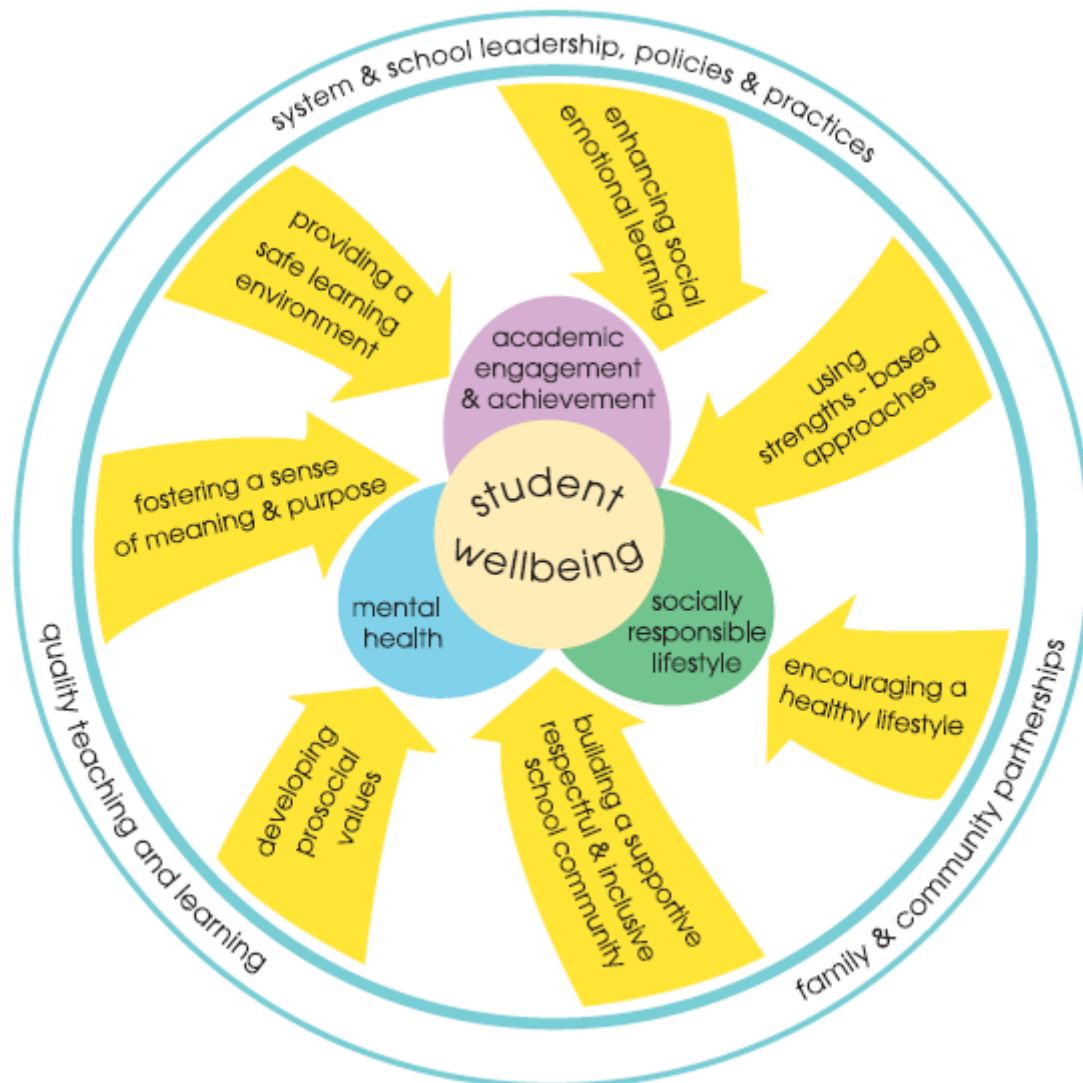 system & school leadership, policies & practices
enhancing social
emotional learning
providing a
safe learning
environment
using
strengths - based
approaches
academic
engagement
& achievement
fostering a sense
of meaning & purpose
student
wellbeing
mental
health
socially
responsible
lifestyle
encouraging a
healthy lifestyle
developing
prosocial
values
building a supportive
respectful & inclusive
school community
quality teaching and learning
family & community partnerships